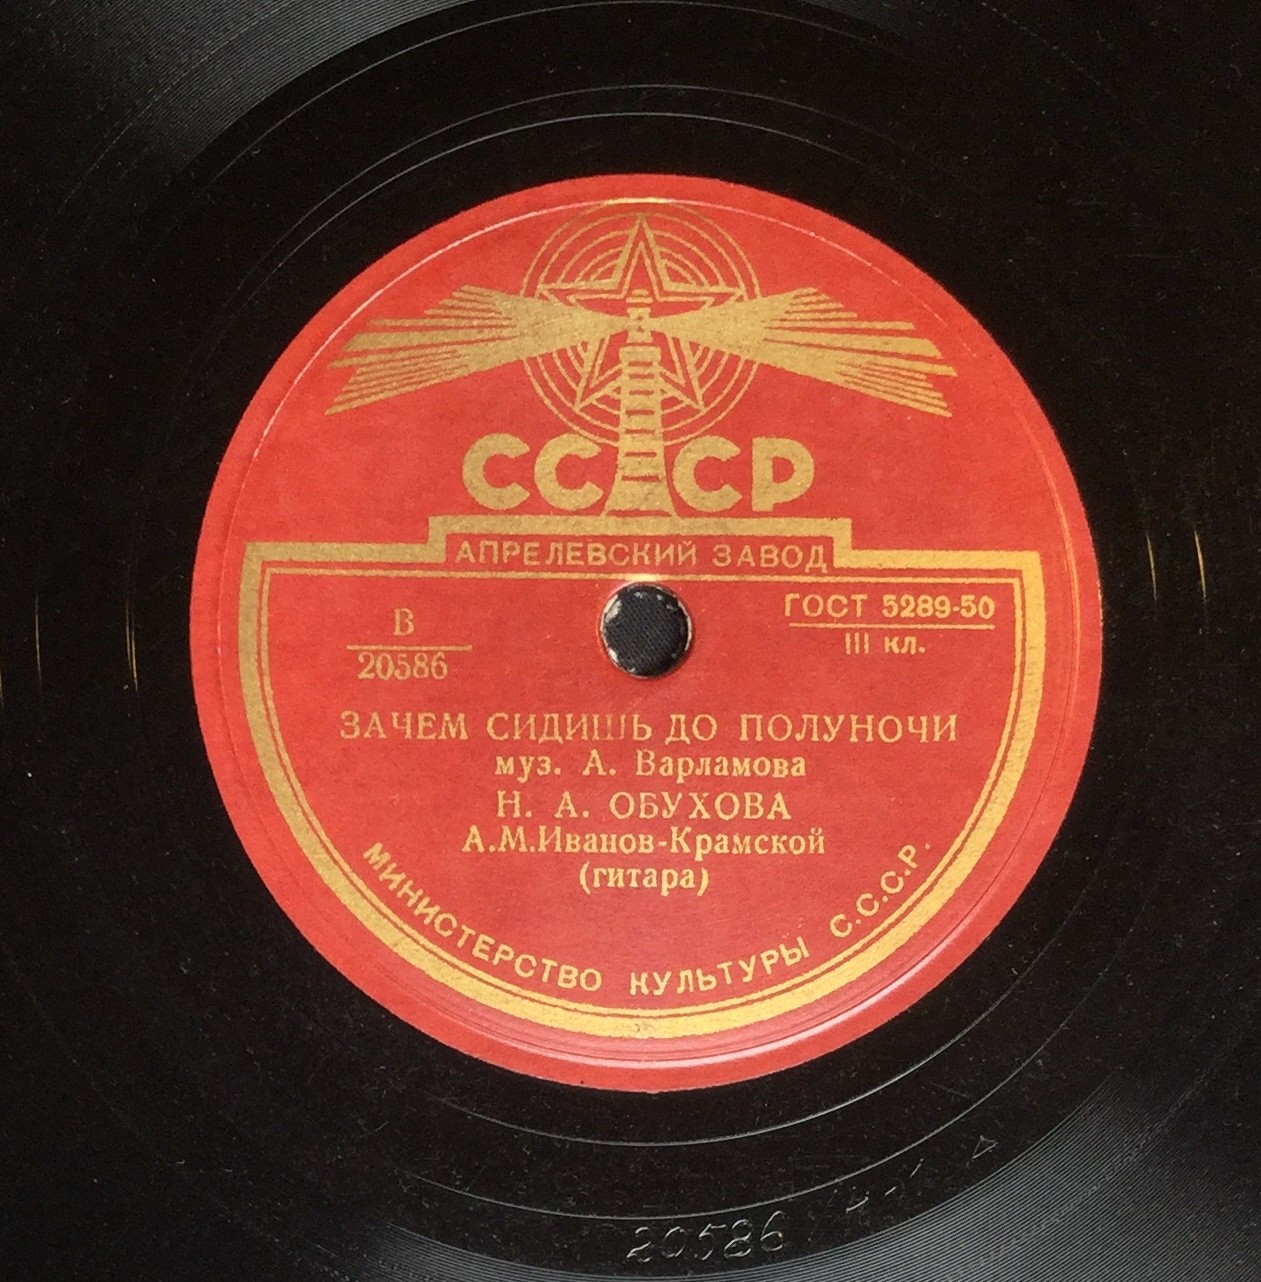 СССР
АПРЕЛЕВСКИЙ ЗАВОД
В
20586
ГОСТ 5289-50
III кл.
ЗАЧЕМ СИДИШЬ ДО ПОЛУНОЧИ
муз. А. Варламова
Н. А. ОБУХОВА
А.М.Иванов-Крамской
(гитара)
МИНИСТЕРСТВО КУЛЬТУРЫ С.С.С.Р.
20586